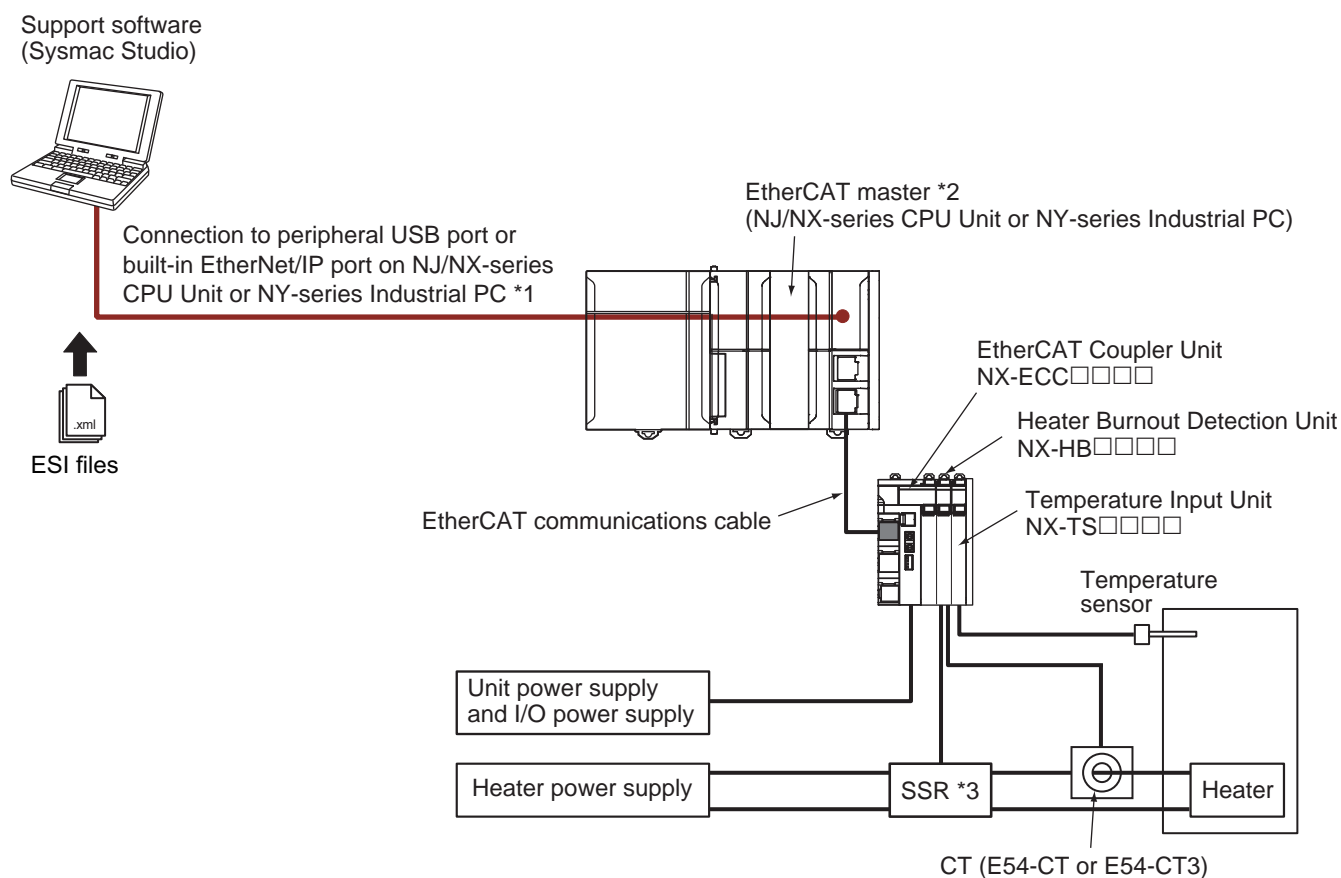 Support software
(Sysmac Studio)
EtherCAT master *2
(NJ/NX-series CPU Unit or NY-series Industrial PC)
Connection to peripheral USB port or
built-in EtherNet/IP port on NJ/NX-series
CPU Unit or NY-series Industrial PC *1
EtherCAT Coupler Unit
NX-ECC□□□□
.xml
ESI files
Heater Burnout Detection Unit
NX-HB□□□□
EtherCAT communications cable
Temperature Input Unit
NX-TS□□□□
Temperature
sensor
Unit power supply
and I/O power supply
Heater power supply
SSR *3
Heater
CT (E54-CT or E54-CT3)